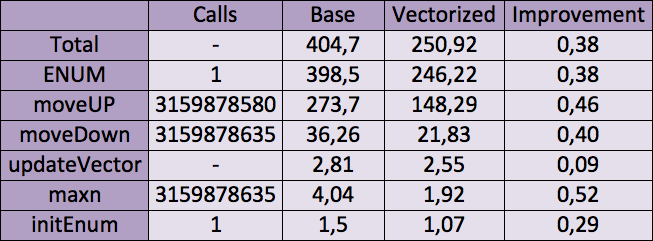 Calls Base Vectorized Improvement
Total - 404,7 250,92 0,38
ENUM 1 398,5 246,22 0,38
moveUP 3159878580 273,7 148,29 0,46
moveDown 3159878635 36,26 21,83 0,40
updateVector - 2,81 2,55 0,09
maxn 3159878635 4,04 1,92 0,52
initEnum 1 1,5 1,07 0,29